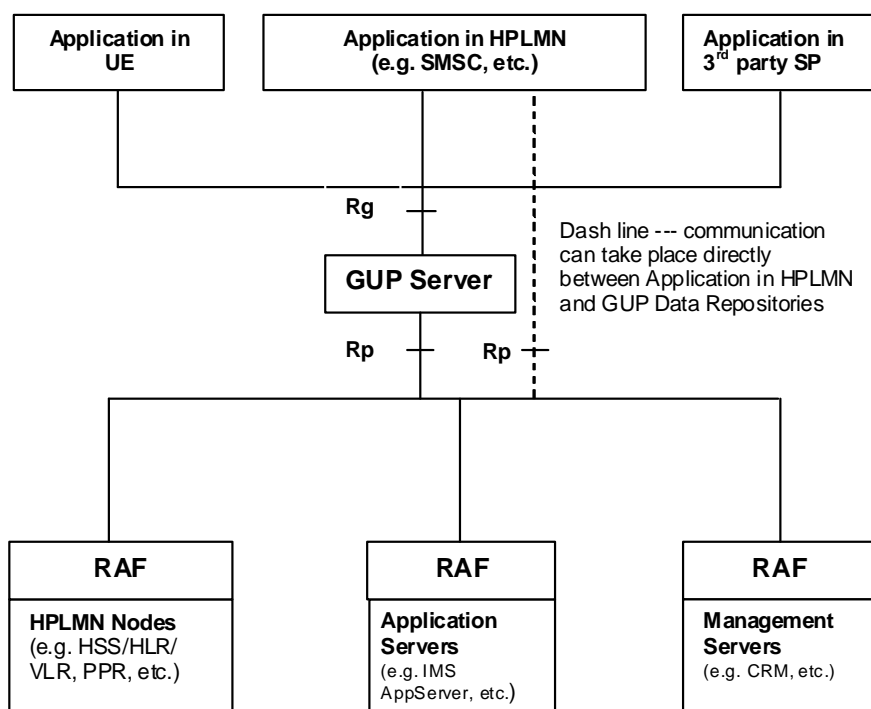 Application in
UE
Application in HPLMN
(e.g. SMSC, etc.)
Application in
3rd party SP
Rg
Dash line --- communication
can take place directly
between Application in HPLMN
and GUP Data Repositories
GUP Server
Rp
Rp
RAF
HPLMN Nodes
(e.g. HSS/HLR/
VLR, PPR, etc.)
RAF
Application
Servers
(e.g. IMS
AppServer, etc.)
RAF
Management
Servers
(e.g. CRM, etc.)